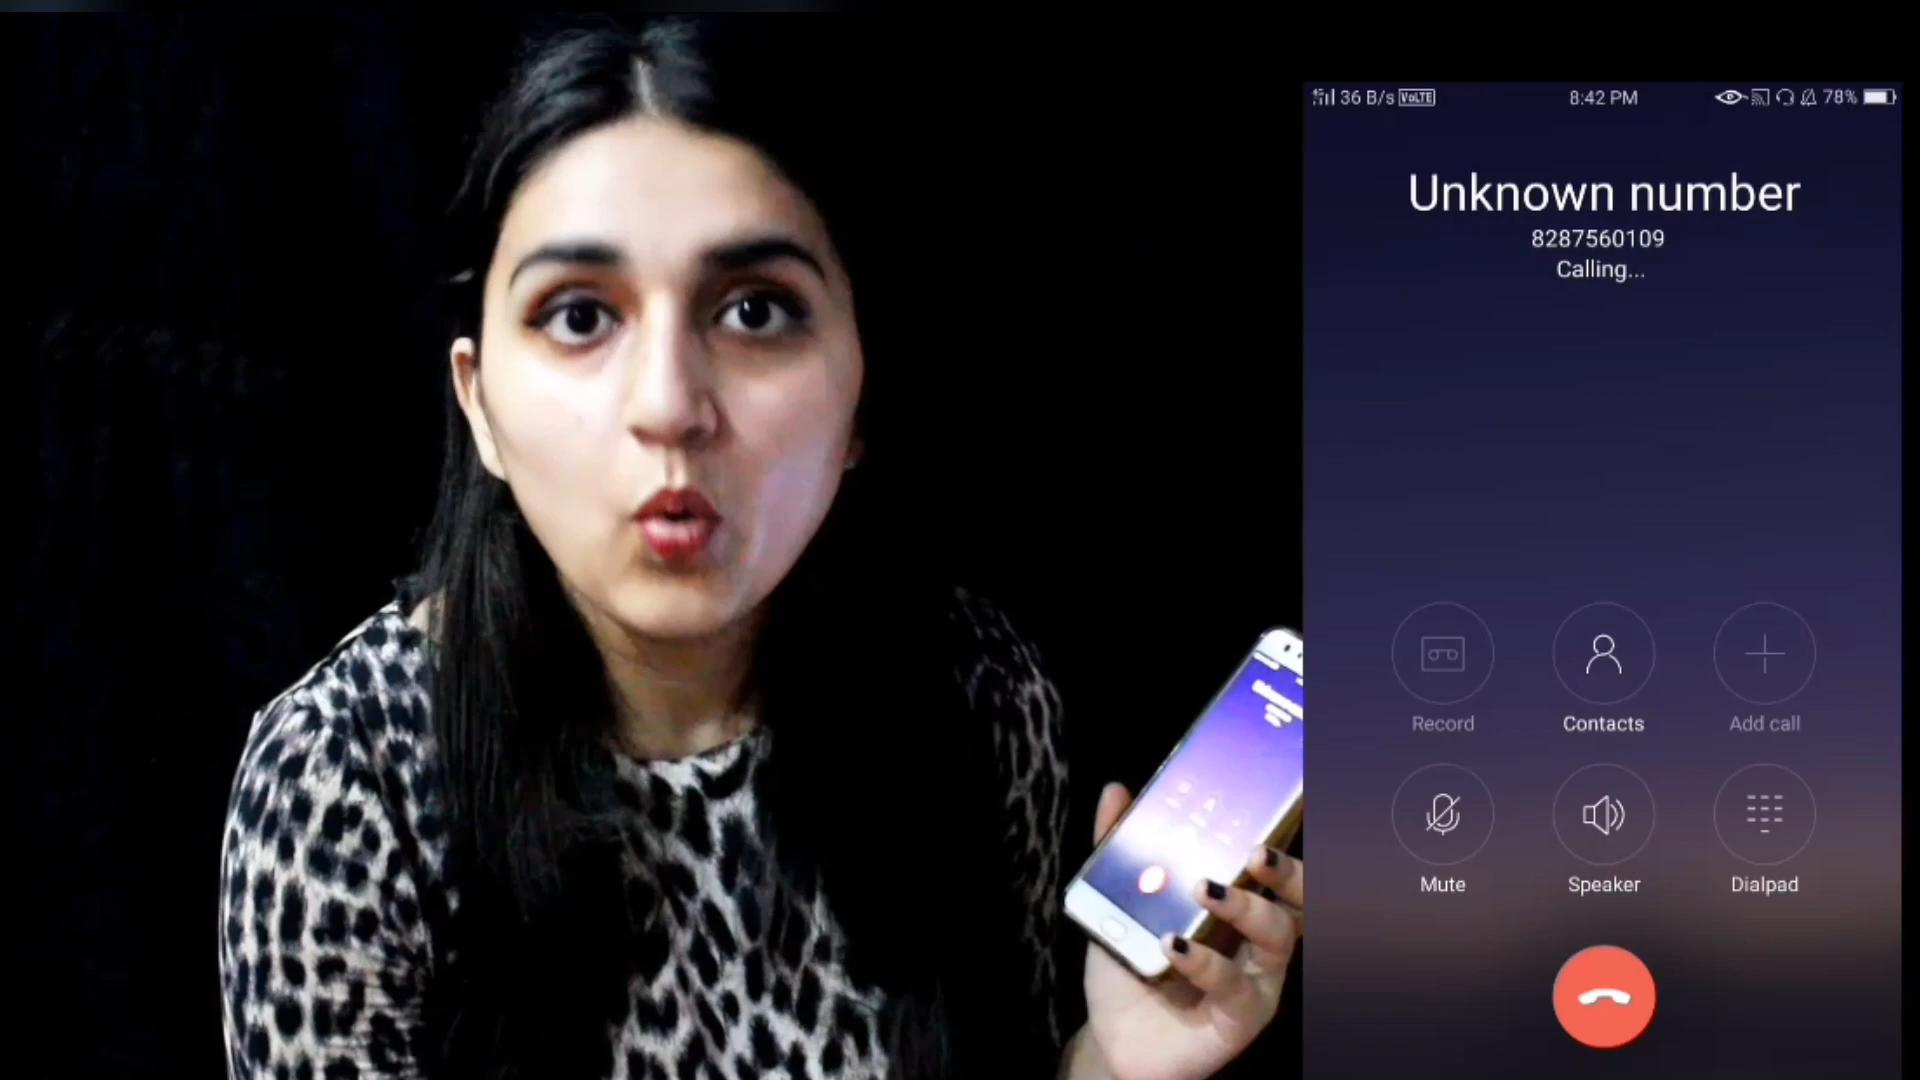 36 B/s VoLTE 8:42 PM 78%
Unknown number
8287560109
Calling...
Record Contacts Add call
Mute Speaker Dialpad